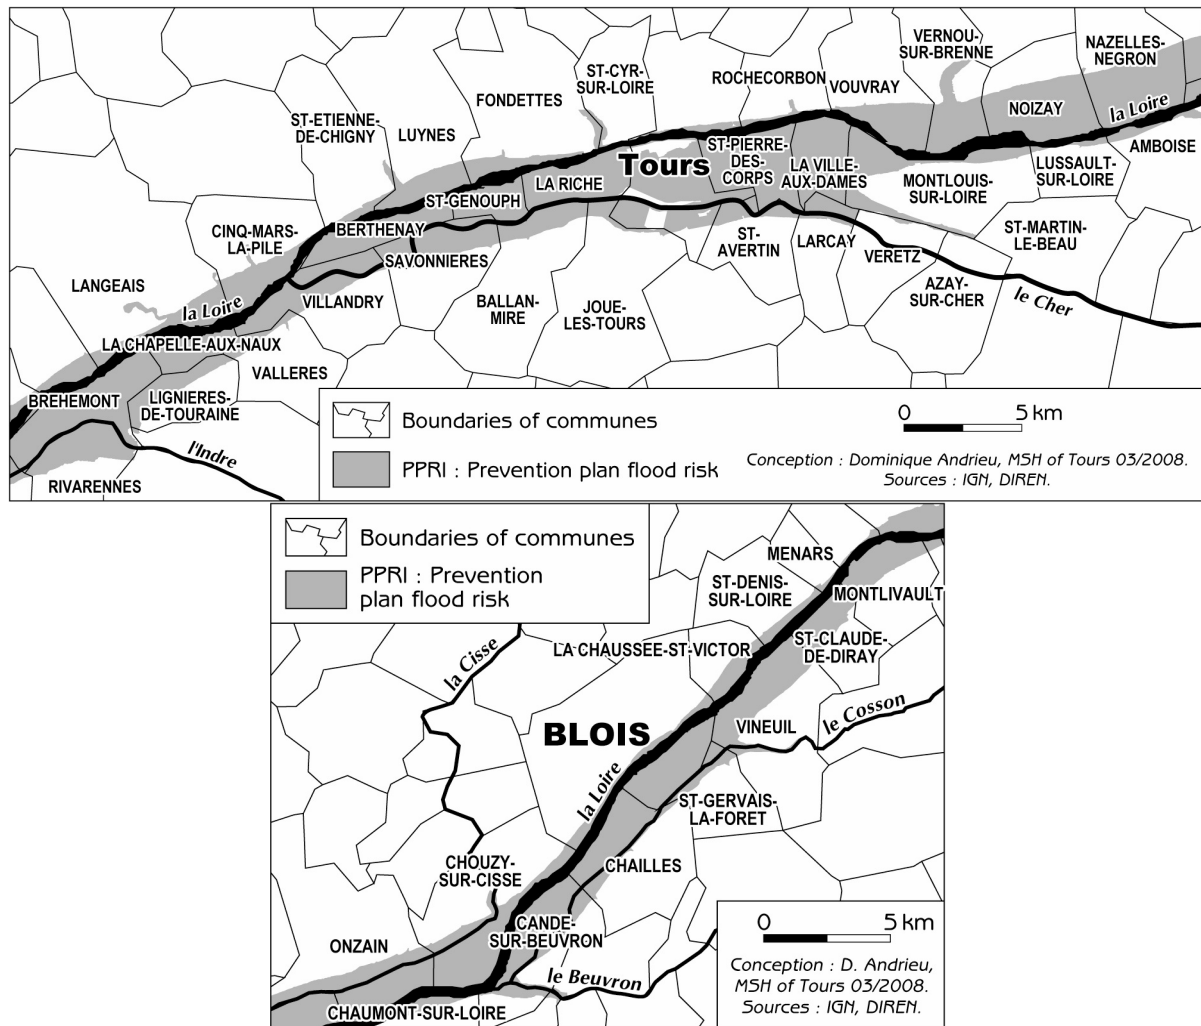 VERNOU-
SUR-BRENNE
NAZELLES-
NEGRON
ST-CYR-
SUR-LOIRE
ROCHECORBON
VOUVRAY
FONDETTES
ST-ETIENNE-
DE-CHIGNY
LUYNES
NOIZAY
la Loire
AMBOISE
Tours
ST-PIERRE-
DES-
CORPS
LA VILLE-
AUX-DAMES
LUSSAULT-
SUR-LOIRE
MONTLOUIS-
SUR-LOIRE
LA RICHE
ST-GENOUPH
BERTHENAY
CINQ-MARS-
LA-PILE
SAVONNIERES
ST-
AVERTIN
LARCAY
VERETZ
ST-MARTIN-
LE-BEAU
AZAY-
SUR-CHER
le Cher
LANGEAIS
la Loire
VILLANDRY
BALLAN-
MIRE
JOUE-
LES-TOURS
LA CHAPELLE-AUX-NAUX
VALLERES
BREHEMONT
LIGNIERES-
DE-TOURAINE
l'Indre
RIVARENNES
Boundaries of communes
PPRI : Prevention plan flood risk
0 5 km
Conception : Dominique Andrieu, MSH of Tours 03/2008.
Sources : IGN, DIREN.
Boundaries of communes
PPRI : Prevention
plan flood risk
MENARS
ST-DENIS-
SUR-LOIRE
MONTLIVAULT
ST-CLAUDE-
DE-DIRAY
LA CHAUSSEE-ST-VICTOR
la Cisse
le Cosson
VINEUIL
BLOIS
la Loire
ST-GERVAIS-
LA-FORET
CHAILLES
CHOUZY-
SUR-CISSE
CANDE-
SUR-BEUVRON
ONZAIN
le Beuvron
CHAUMONT-SUR-LOIRE
0 5 km
Conception : D. Andrieu,
MSH of Tours 03/2008.
Sources : IGN, DIREN.